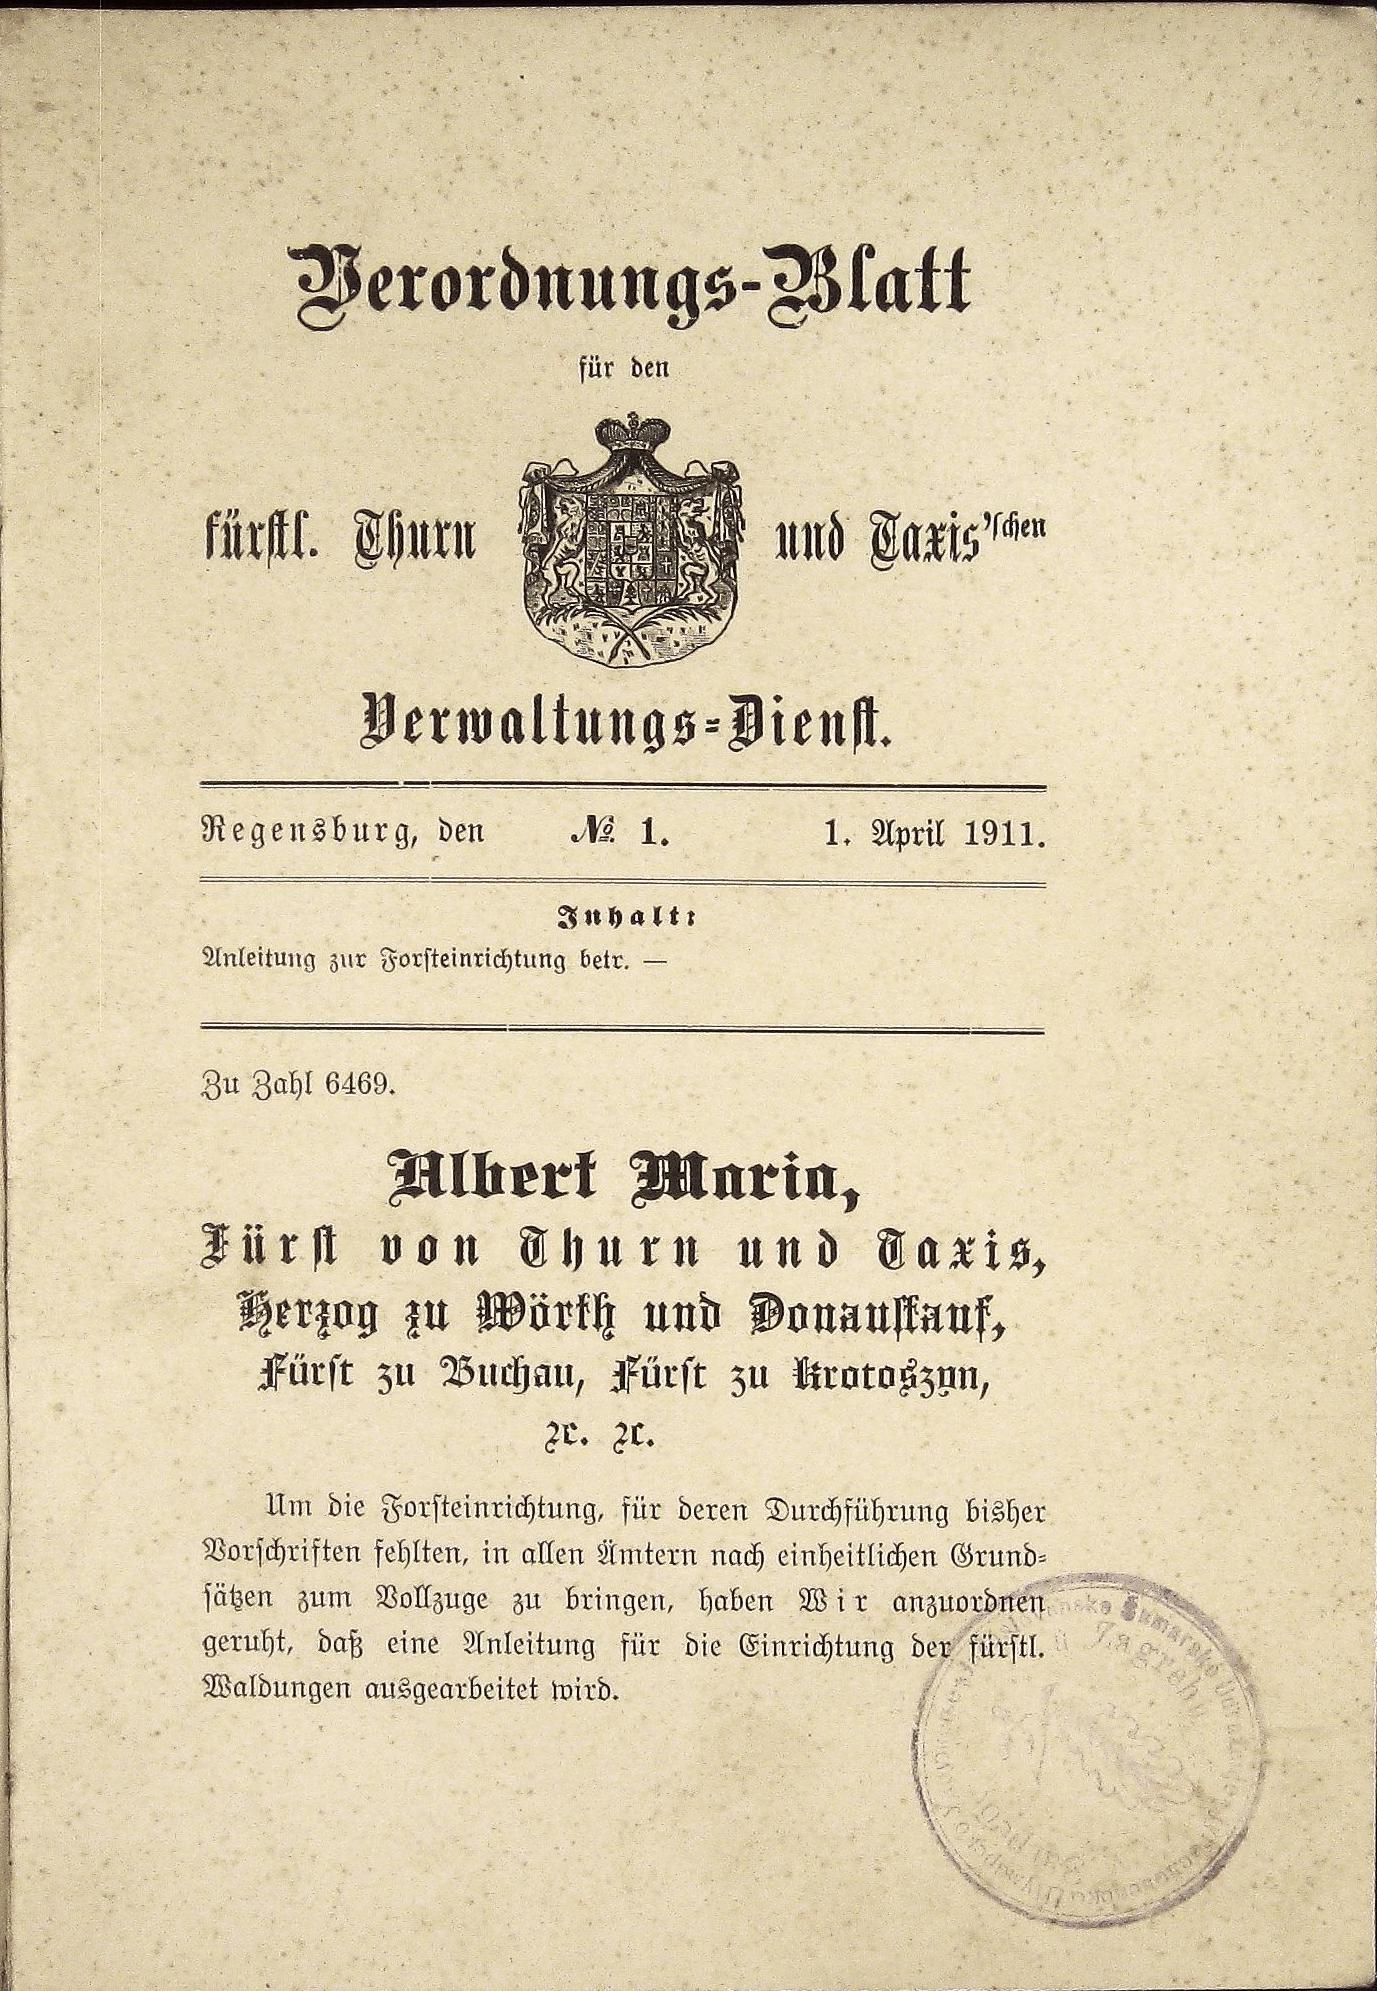 Verordnungs-Blatt
für den
fürstl. Thurn und Taxis'schen
Verwaltungs-Dienst.
Regensburg, den № 1. 1. April 1911.
Inhalt:
Anleitung zur Forsteinrichtung betr. —
Zu Zahl 6469.
Albert Maria,
Fürst von Thurn und Taxis,
Herzog zu Wörth und Donaustauf,
Fürst zu Buchau, Fürst zu Krotoszyn,
ꝛc. ꝛc.
Um die Forsteinrichtung, für deren Durchführung bisher
Vorschriften fehlten, in allen Ämtern nach einheitlichen Grund-
sätzen zum Vollzuge zu bringen, haben Wir anzuordnen
geruht, daß eine Anleitung für die Einrichtung der fürstl.
Waldungen ausgearbeitet wird.
Šumarsko
Zagrebu